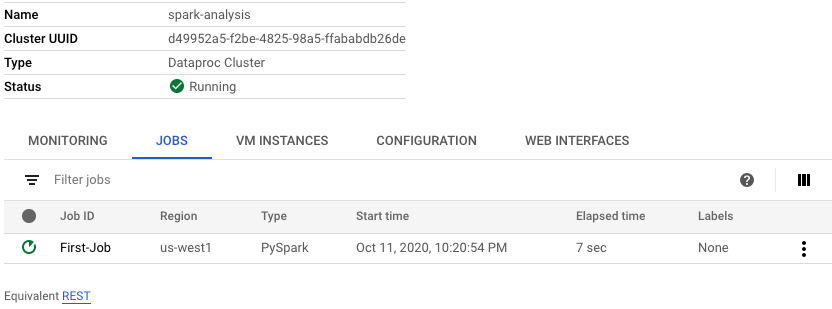 Name spark-analysis
Cluster UUID d49952a5-f2be-4825-98a5-ffababdb26de
Type Dataproc Cluster
Status Running
MONITORING JOBS VM INSTANCES CONFIGURATION WEB INTERFACES
Filter jobs
Job ID Region Type Start time Elapsed time Labels
First-Job us-west1 PySpark Oct 11, 2020, 10:20:54 PM 7 sec None
Equivalent REST